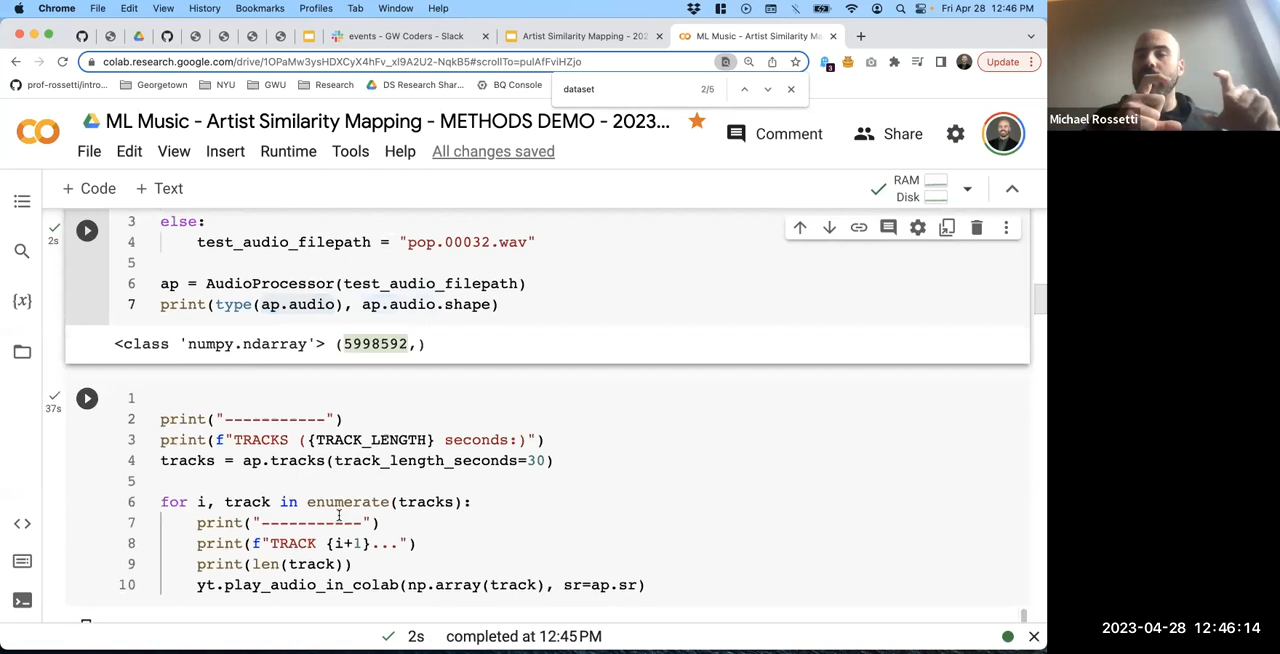 Chrome File Edit View History Bookmarks Profiles Tab Window Help Fri Apr 28 12:46 PM
events - GW Coders - Slack Artist Similarity Mapping - 202 ML Music - Artist Similarity Ma
colab.research.google.com/drive/1OPaMw3ysHDXCyX4hFv_xl9A2U2-NqkB5#scrollTo=pulAfFviHZjo 3 Update
prof-rossetti/intro... Georgetown NYU GWU Research DS Research Shar... BQ Console
dataset 2/5
ML Music - Artist Similarity Mapping - METHODS DEMO - 2023...
Comment Share
File Edit View Insert Runtime Tools Help All changes saved
+ Code + Text
RAM
Disk
2s
3 else:
4 test_audio_filepath = "pop.00032.wav"
5
6 ap = AudioProcessor(test_audio_filepath)
7 print(type(ap.audio), ap.audio.shape)
<class 'numpy.ndarray'> (5998592,)
37s
1
2 print("-----------")
3 print(f"TRACKS ({TRACK_LENGTH} seconds:)")
4 tracks = ap.tracks(track_length_seconds=30)
5
6 for i, track in enumerate(tracks):
7 print("-----------")
8 print(f"TRACK {i+1}...")
9 print(len(track))
10 yt.play_audio_in_colab(np.array(track), sr=ap.sr)
2s completed at 12:45 PM
Michael Rossetti
2023-04-28 12:46:14